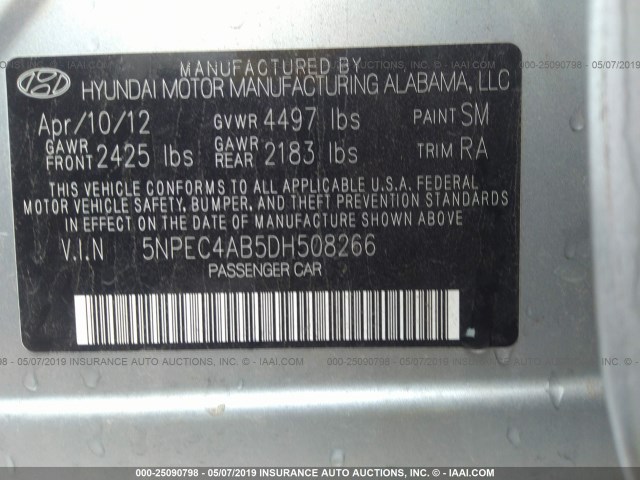 MANUFACTURED BY
HYUNDAI MOTOR MANUFACTURING ALABAMA, LLC
Apr/10/12 GVWR 4497 lbs PAINT SM
GAWR FRONT 2425 lbs GAWR REAR 2183 lbs TRIM RA
THIS VEHICLE CONFORMS TO ALL APPLICABLE U.S.A. FEDERAL
MOTOR VEHICLE SAFETY, BUMPER, AND THEFT PREVENTION STANDARDS
IN EFFECT ON THE DATE OF MANUFACTURE SHOWN ABOVE
V.I.N 5NPEC4AB5DH508266
PASSENGER CAR
000-25090798 - 05/07/2019 INSURANCE AUTO AUCTIONS, INC. © - IAAI.COM